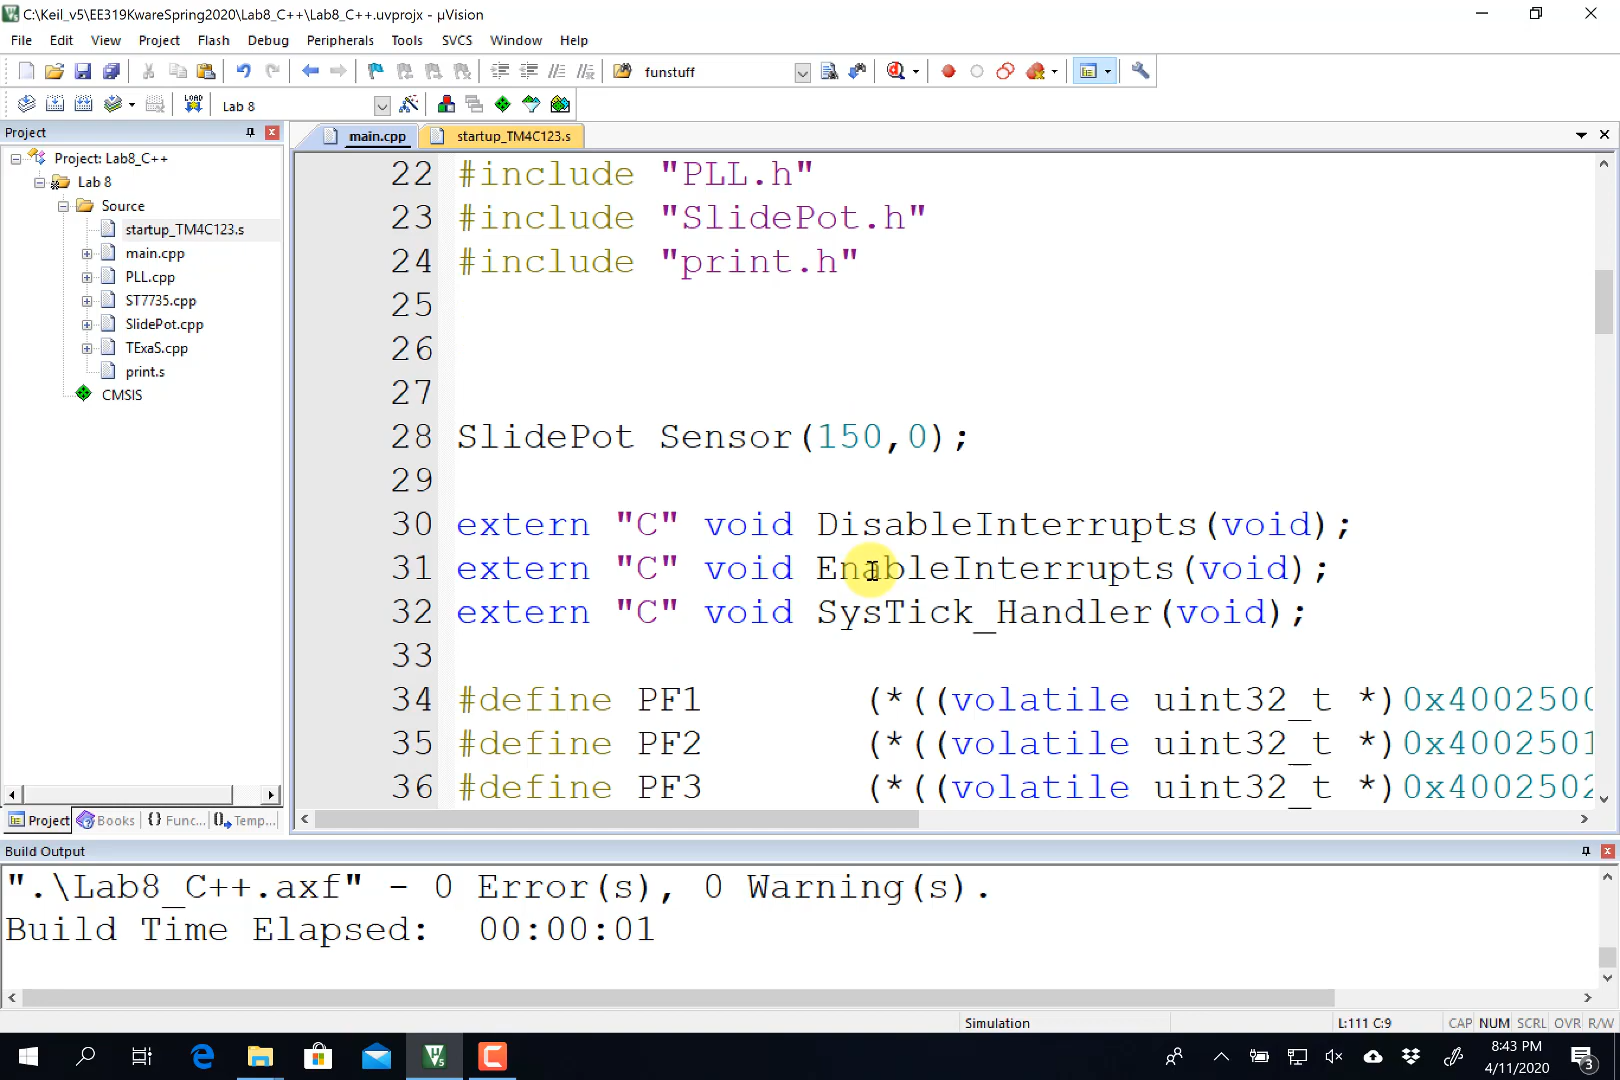 C:\Keil_v5\EE319KwareSpring2020\Lab8_C++\Lab8_C++.uvprojx - µVision
File Edit View Project Flash Debug Peripherals Tools SVCS Window Help
funstuff
LOAD Lab 8
Project
main.cpp startup_TM4C123.s
Project: Lab8_C++
Lab 8
Source
startup_TM4C123.s
main.cpp
PLL.cpp
ST7735.cpp
SlidePot.cpp
TExaS.cpp
print.s
CMSIS
22 #include "PLL.h"
23 #include "SlidePot.h"
24 #include "print.h"
25
26
27
28 SlidePot Sensor(150,0);
29
30 extern "C" void DisableInterrupts(void);
31 extern "C" void EnableInterrupts(void);
32 extern "C" void SysTick_Handler(void);
33
34 #define PF1 (*((volatile uint32_t *)0x4002500
35 #define PF2 (*((volatile uint32_t *)0x4002501
36 #define PF3 (*((volatile uint32_t *)0x4002502
Project Books {} Func... 0 Temp...
Build Output
".\Lab8_C++.axf" - 0 Error(s), 0 Warning(s).
Build Time Elapsed: 00:00:01
Simulation L:111 C:9 CAP NUM SCRL OVR R/W
8:43 PM
4/11/2020
3